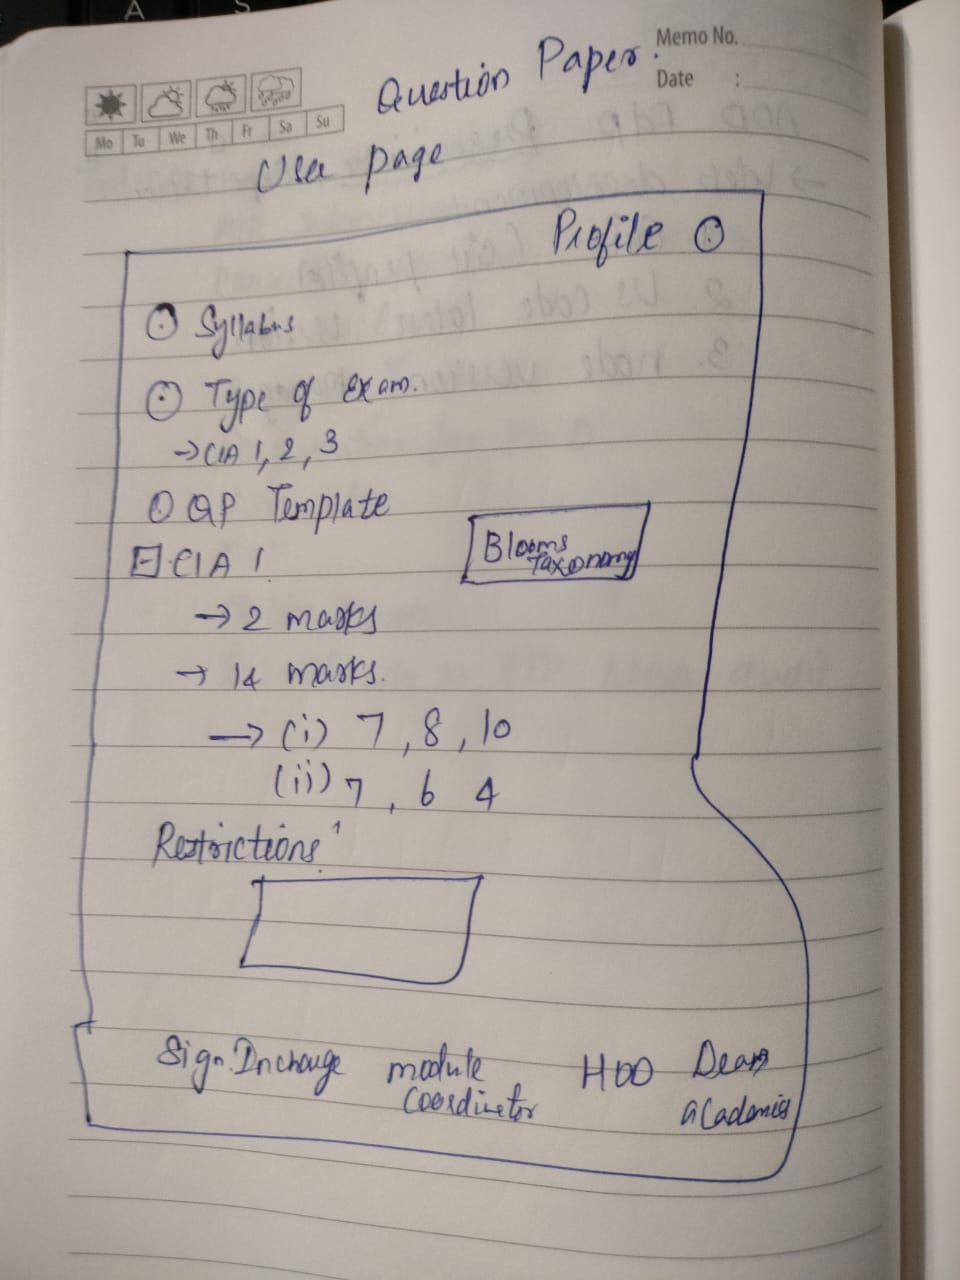 A S
Memo No.
Date :
Question Paper.
Mo Tu We Th Fr Sa Su
User page
Profile
Syllabus
Type of Exam.
→ CIA 1, 2, 3
QP Template
Blooms Taxonomy
CIA 1
→ 2 marks
→ 14 marks.
→ (i) 7, 8, 10
(ii) 7, 6 4
Restrictions
Sign. Incharge module coordinator HOD Dean academics